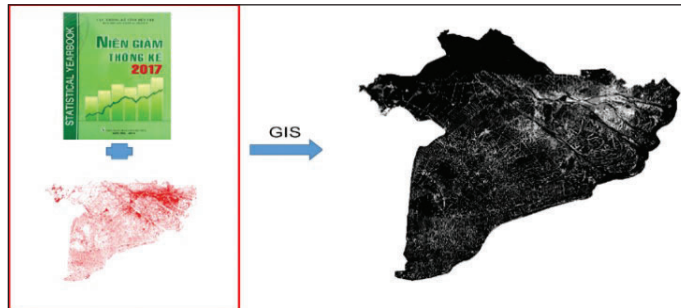 STATISTICAL YEARBOOK
NIÊN GIÁM
THỐNG KÊ
2017
GIS